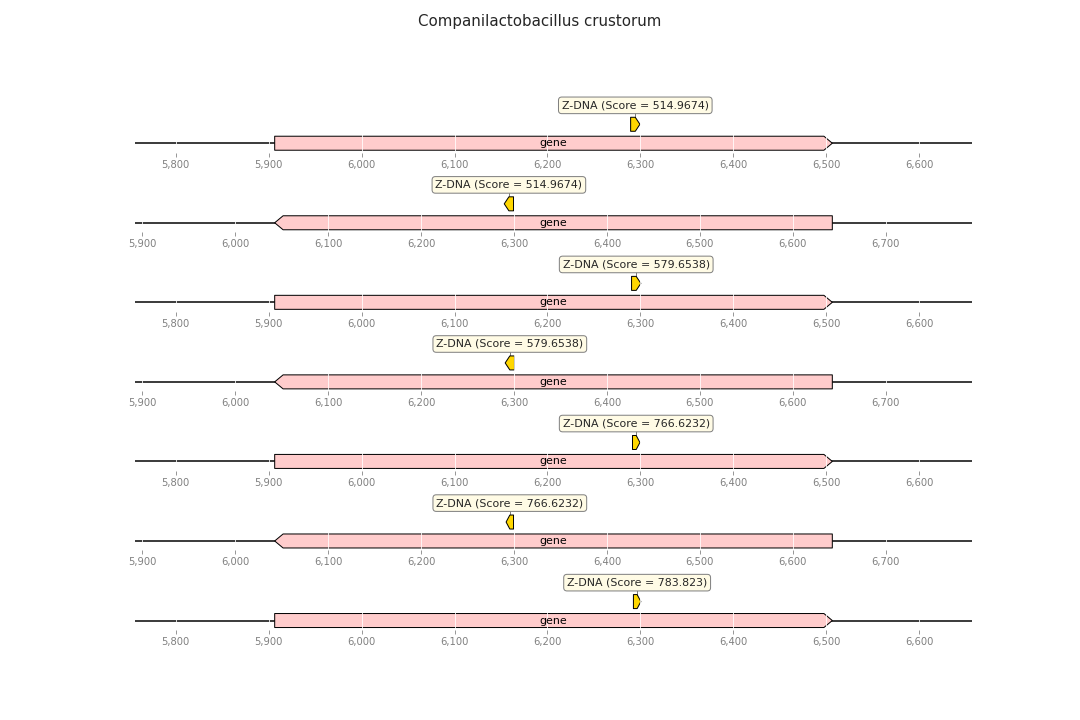 Companilactobacillus crustorum
Z-DNA (Score = 514.9674)
gene
5,800 5,900 6,000 6,100 6,200 6,300 6,400 6,500 6,600
Z-DNA (Score = 514.9674)
gene
5,900 6,000 6,100 6,200 6,300 6,400 6,500 6,600 6,700
Z-DNA (Score = 579.6538)
gene
5,800 5,900 6,000 6,100 6,200 6,300 6,400 6,500 6,600
Z-DNA (Score = 579.6538)
gene
5,900 6,000 6,100 6,200 6,300 6,400 6,500 6,600 6,700
Z-DNA (Score = 766.6232)
gene
5,800 5,900 6,000 6,100 6,200 6,300 6,400 6,500 6,600
Z-DNA (Score = 766.6232)
gene
5,900 6,000 6,100 6,200 6,300 6,400 6,500 6,600 6,700
Z-DNA (Score = 783.823)
gene
5,800 5,900 6,000 6,100 6,200 6,300 6,400 6,500 6,600